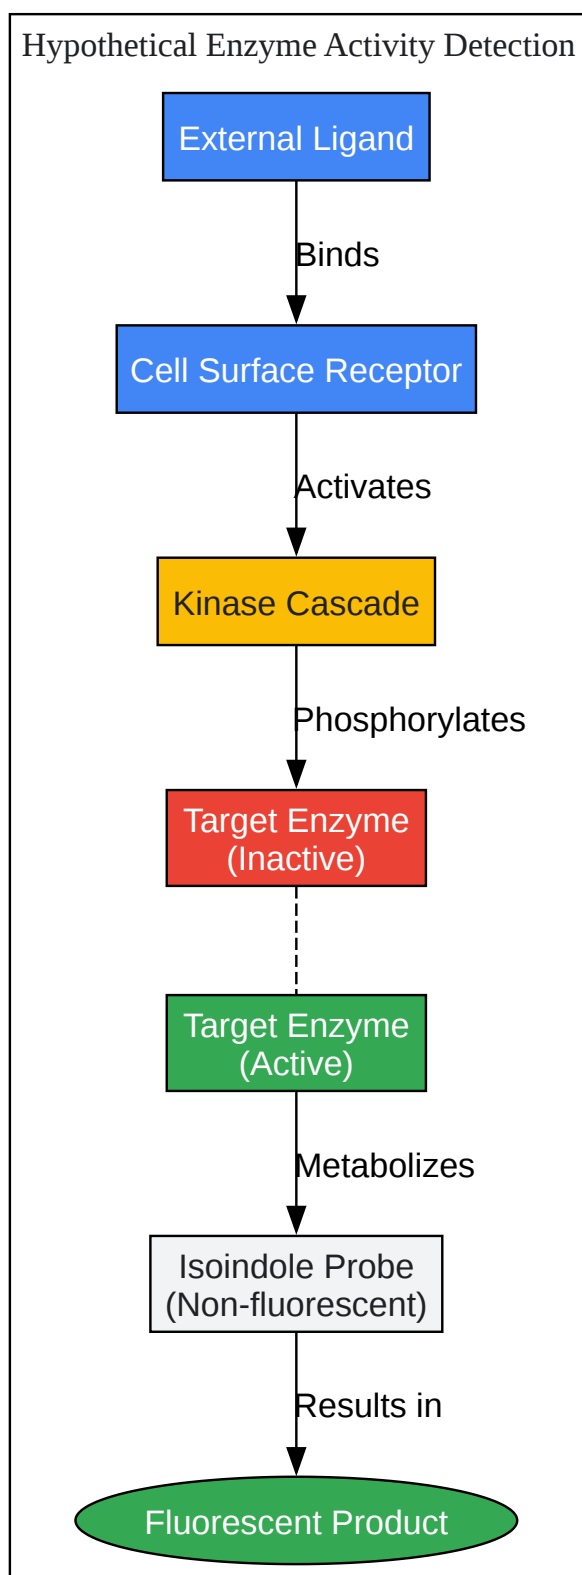 Hypothetical Enzyme Activity Detection
External Ligand
Binds
Cell Surface Receptor
Activates
Kinase Cascade
Phosphorylates
Target Enzyme
(Inactive)
Target Enzyme
(Active)
Metabolizes
Isoindole Probe
(Non-fluorescent)
Results in
Fluorescent Product